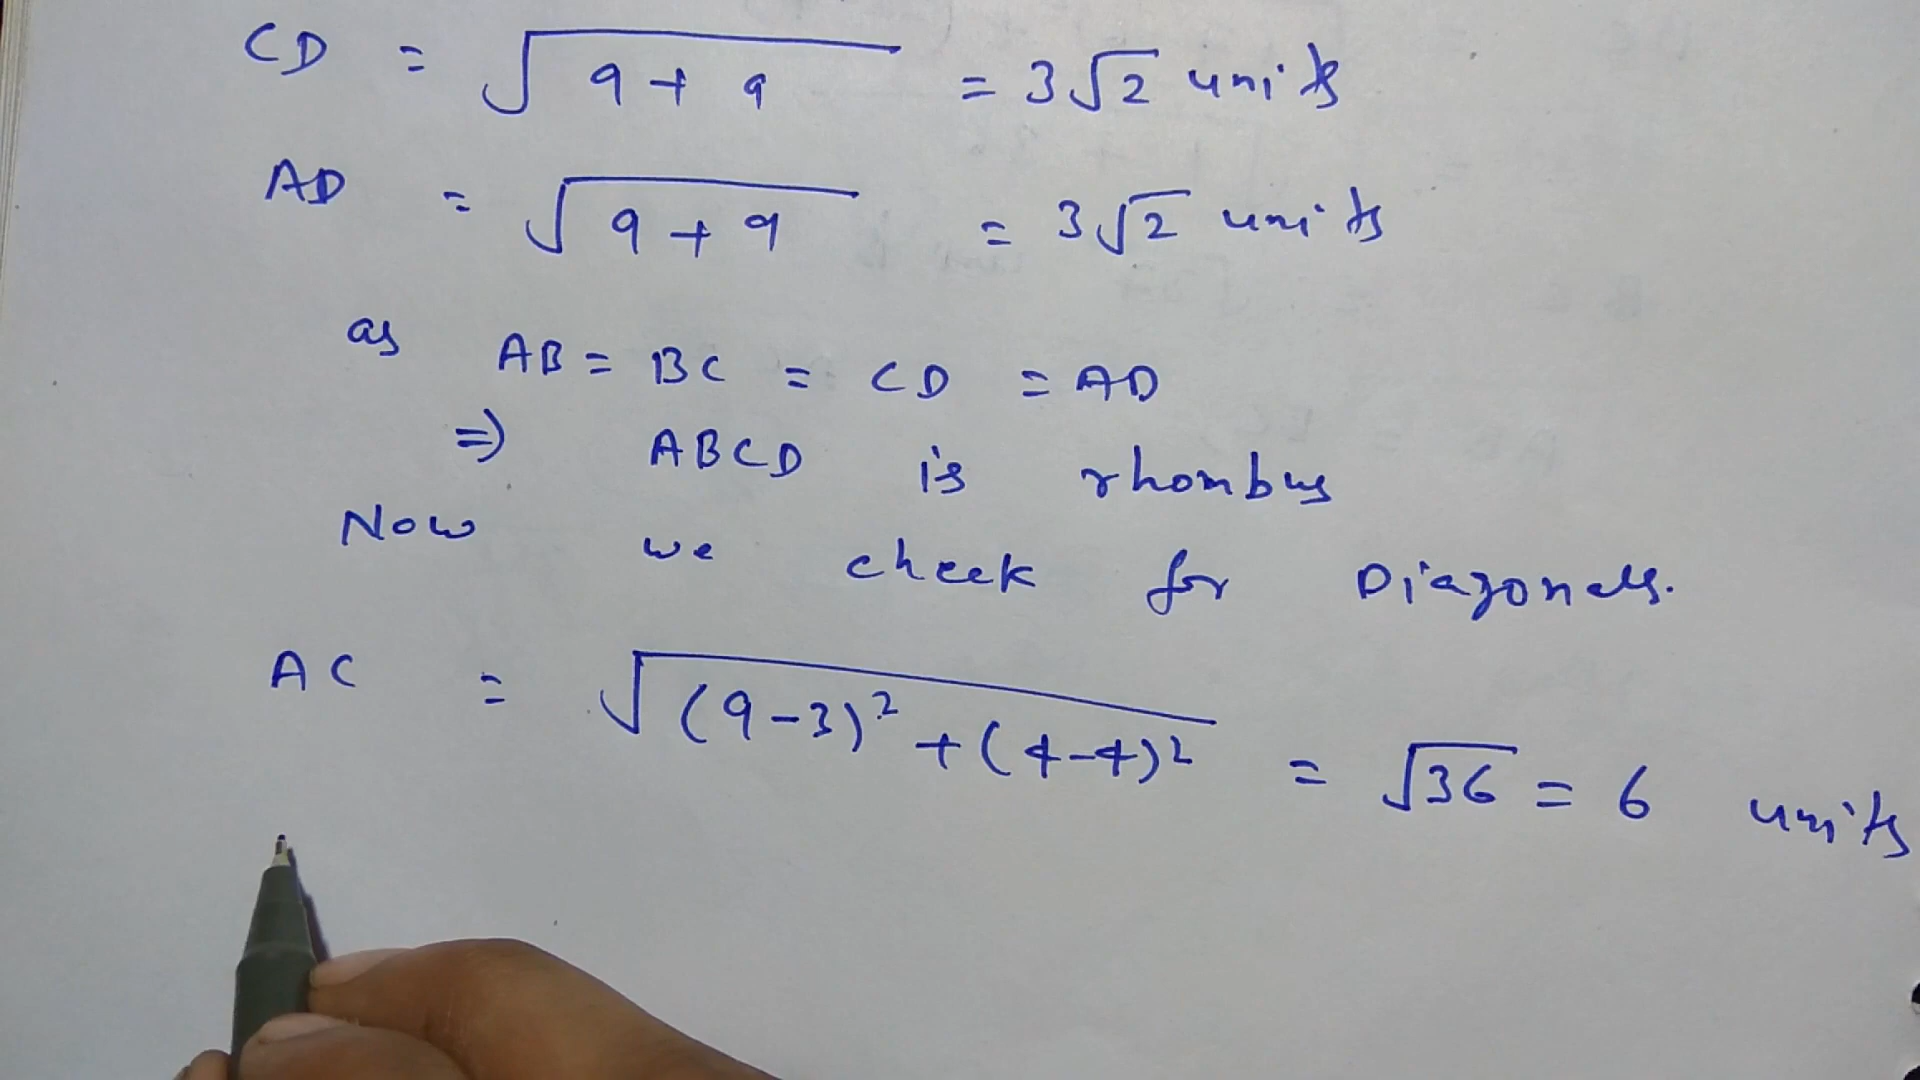 CD = √9+9 = 3√2 units
AD = √9+9 = 3√2 units
as AB = BC = CD = AD
⇒ ABCD is rhombus
Now we check for Diagonals.
AC = √(9-3)² + (4-4)² = √36 = 6 units